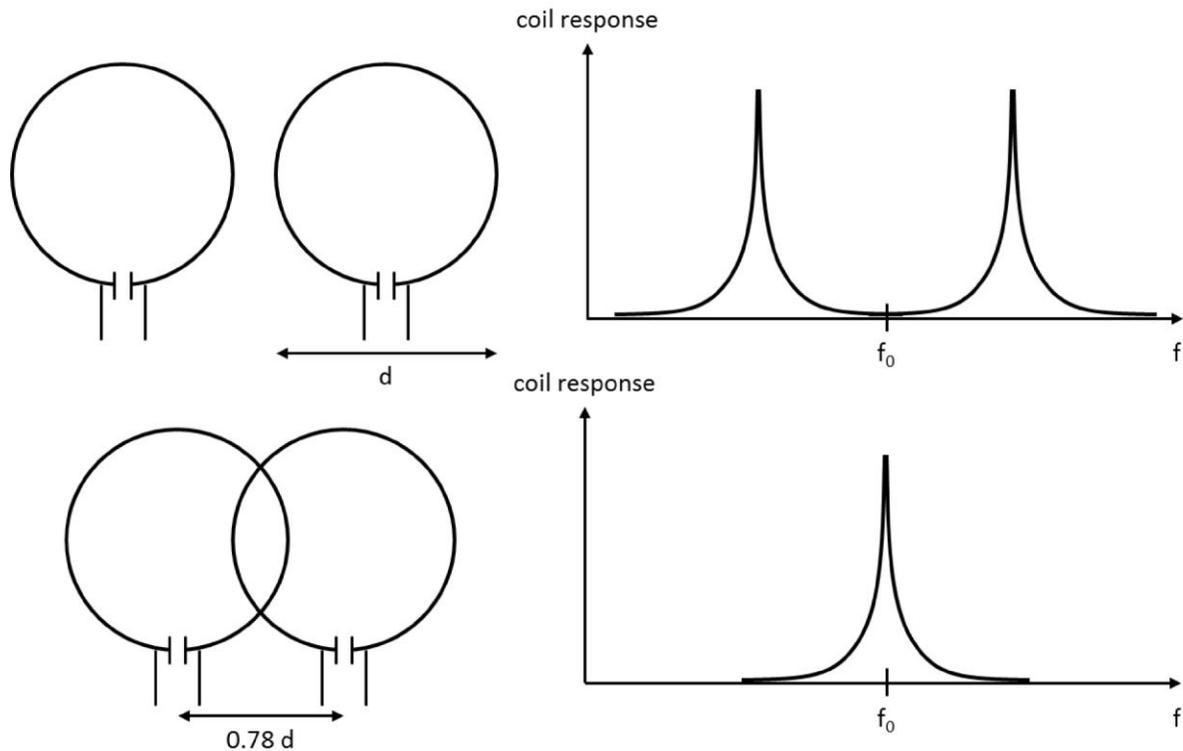 coil response
f₀
f
d
coil response
f₀
f
0.78 d